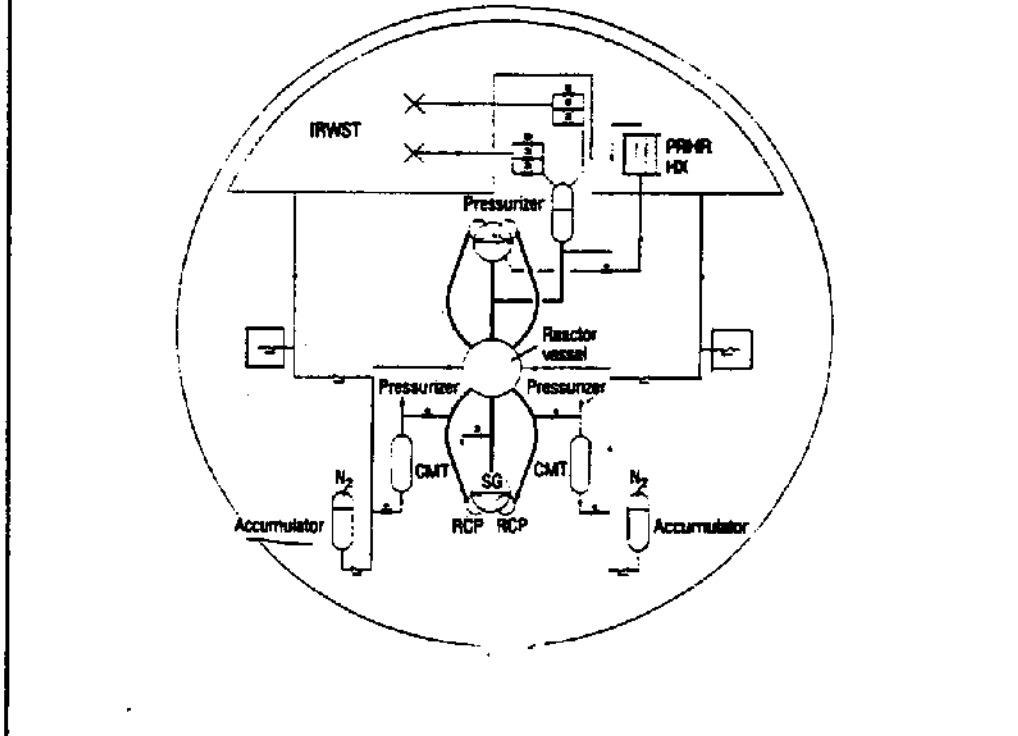 IRWST
PRHR
HX
Pressurizer
Reactor
vessel
Pressurizer
Pressurizer
CMT
SG
CMT
N2
N2
Accumulator
RCP
RCP
Accumulator